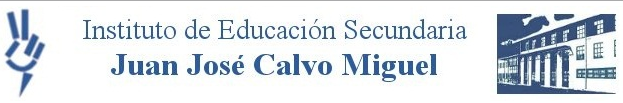 Instituto de Educación Secundaria
Juan José Calvo Miguel